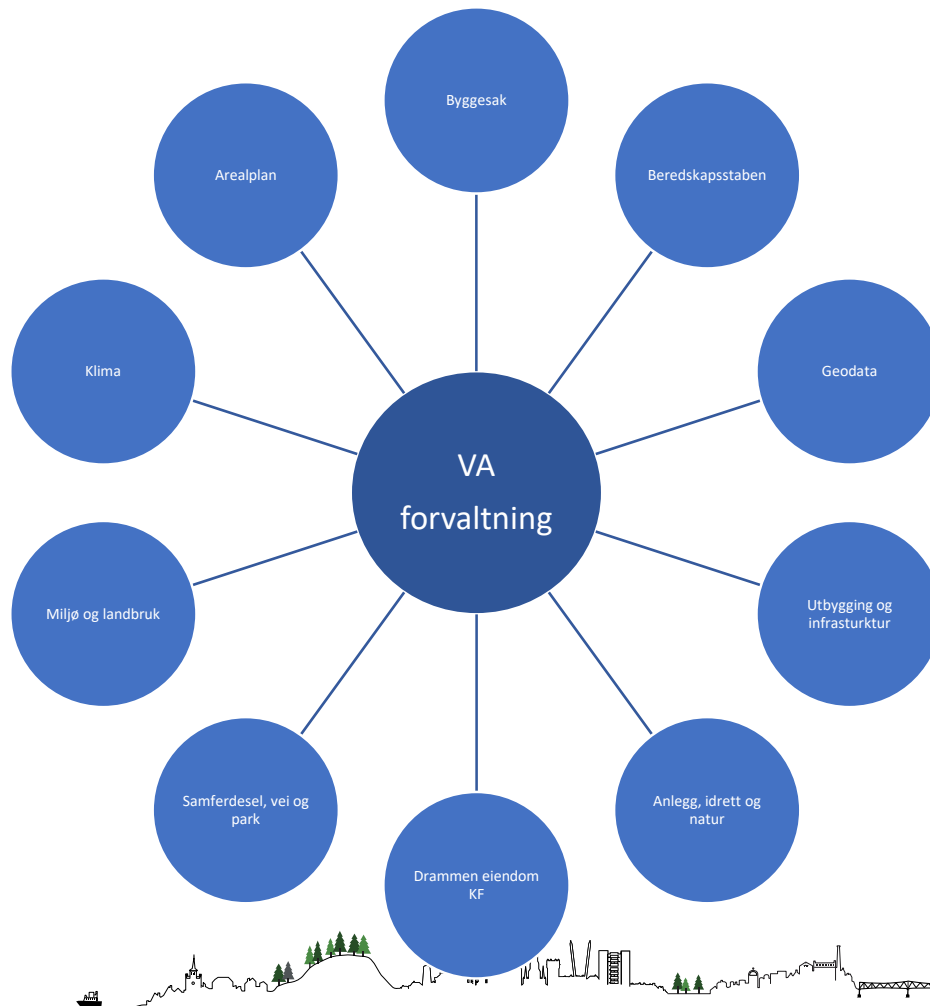 Byggesak
Arealplan
Beredskapsstaben
Klima
Geodata
VA
forvaltning
Miljø og landbruk
Utbygging og
infrasturktur
Samferdesel, vei og
park
Anlegg, idrett og
natur
Drammen eiendom
KF